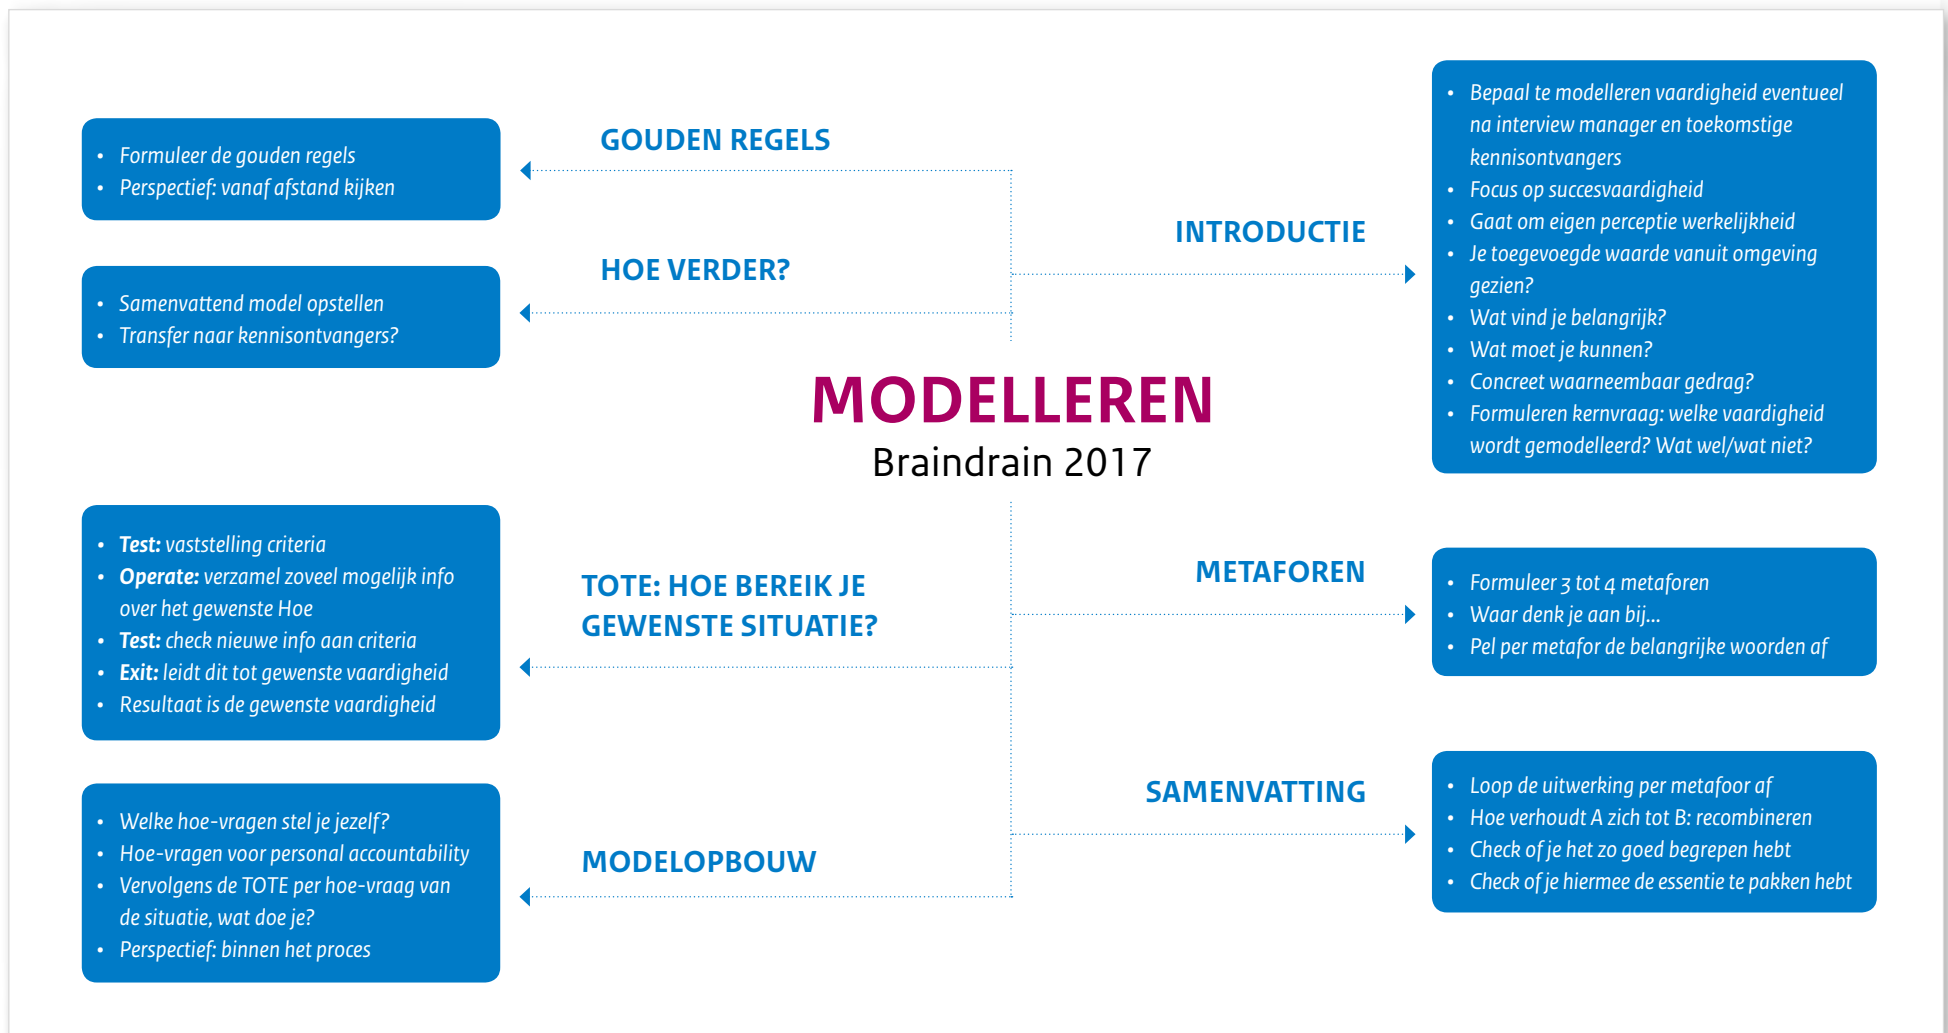 GOUDEN REGELS
• Formuleer de gouden regels
• Perspectief: vanaf afstand kijken
HOE VERDER?
• Samenvattend model opstellen
• Transfer naar kennisontvangers?
INTRODUCTIE
• Bepaal te modelleren vaardigheid eventueel
na interview manager en toekomstige
kennisontvangers
• Focus op succesvaardigheid
• Gaat om eigen perceptie werkelijkheid
• Je toegevoegde waarde vanuit omgeving
gezien?
• Wat vind je belangrijk?
• Wat moet je kunnen?
• Concreet waarneembaar gedrag?
• Formuleren kernvraag: welke vaardigheid
wordt gemodelleerd? Wat wel/wat niet?
MODELLEREN
Braindrain 2017
TOTE: HOE BEREIK JE
GEWENSTE SITUATIE?
• Test: vaststelling criteria
• Operate: verzamel zoveel mogelijk info
over het gewenste Hoe
• Test: check nieuwe info aan criteria
• Exit: leidt dit tot gewenste vaardigheid
• Resultaat is de gewenste vaardigheid
METAFOREN
• Formuleer 3 tot 4 metaforen
• Waar denk je aan bij...
• Pel per metafor de belangrijke woorden af
MODELOPBOUW
• Welke hoe-vragen stel je jezelf?
• Hoe-vragen voor personal accountability
• Vervolgens de TOTE per hoe-vraag van
de situatie, wat doe je?
• Perspectief: binnen het proces
SAMENVATTING
• Loop de uitwerking per metafoor af
• Hoe verhoudt A zich tot B: recombineren
• Check of je het zo goed begrepen hebt
• Check of je hiermee de essentie te pakken hebt